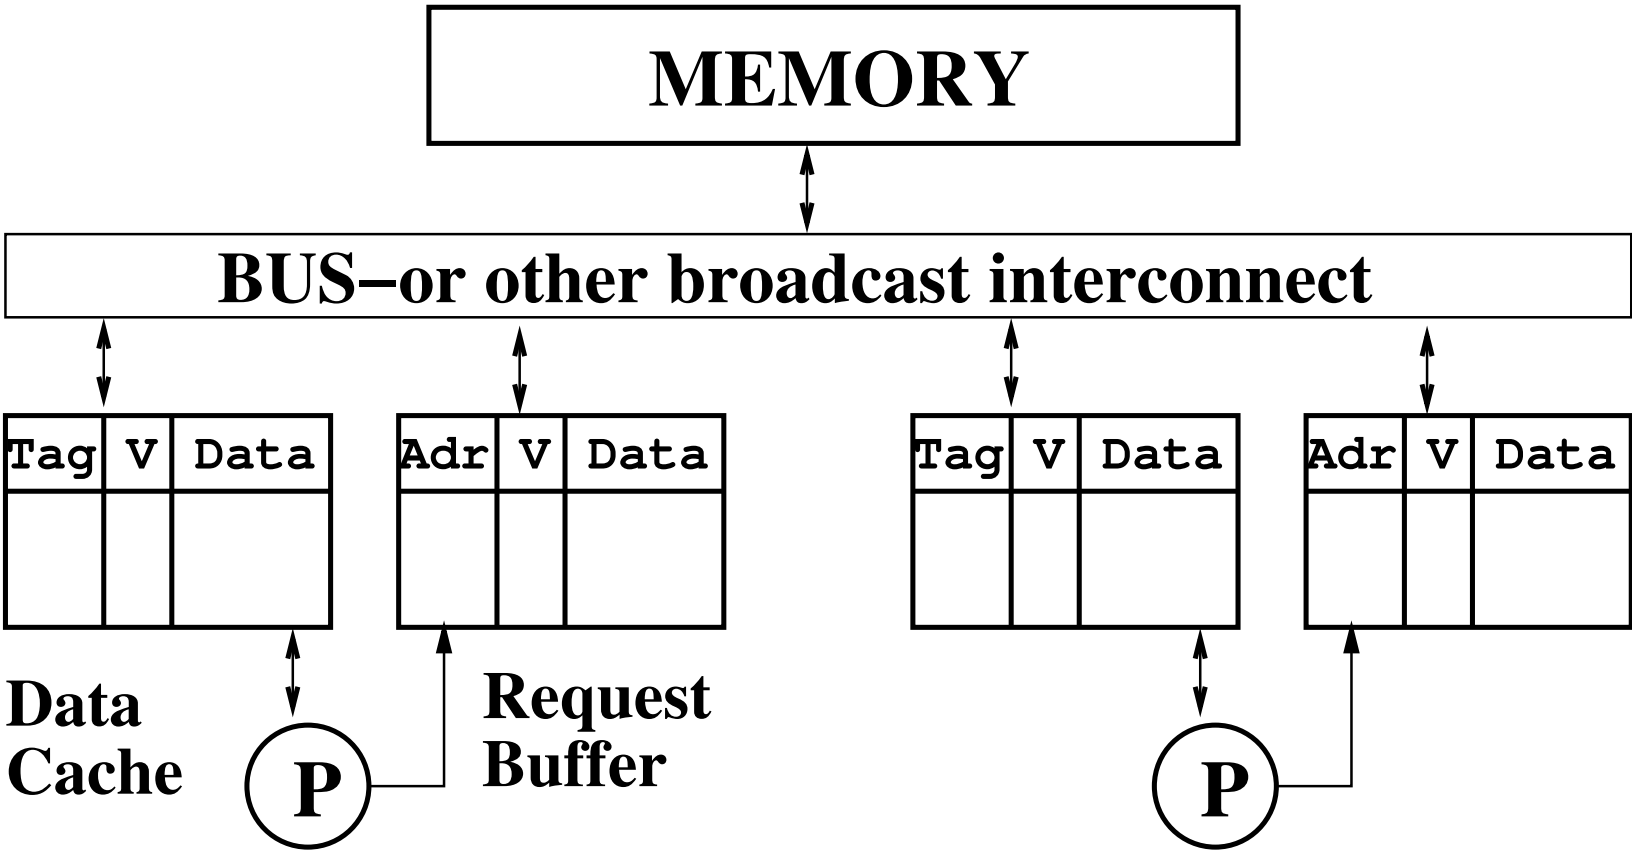 MEMORY
BUS–or other broadcast interconnect
Tag V Data
Adr V Data
Tag V Data
Adr V Data
Data
Cache
Request
Buffer
P
P